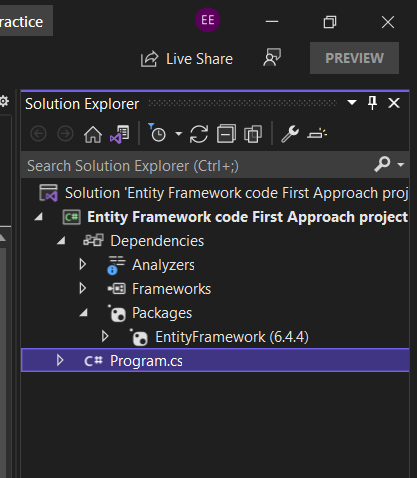 ractice
EE
Live Share
PREVIEW
Solution Explorer
Search Solution Explorer (Ctrl+;)
Solution 'Entity Framework code First Approach proj
C# Entity Framework code First Approach project
Dependencies
Analyzers
Frameworks
Packages
EntityFramework (6.4.4)
C# Program.cs